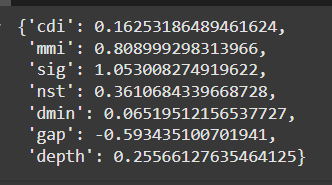 {'cdi': 0.16253186489461624,
'mmi': 0.808999298313966,
'sig': 1.053008274919622,
'nst': 0.3610684339668728,
'dmin': 0.06519512156537727,
'gap': -0.593435100701941,
'depth': 0.25566127635464125}